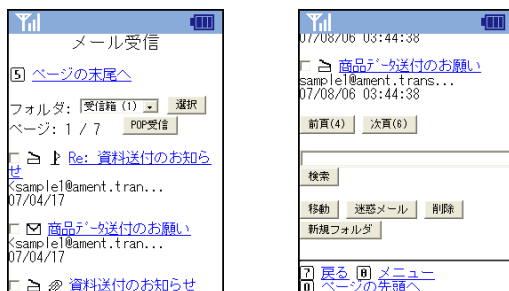 メール受信
5 ページの末尾へ
フォルダ: 受信箱 (1) 選択
ページ: 1 / 7 POP受信
Re: 資料送付のお知ら
せ
<sample1@ament.tran...
07/04/17
商品データ送付のお願い
<sample1@ament.tran...
07/04/17
資料送付のお知らせ
07/08/06 03:44:38
商品データ送付のお願い
sample1@ament.trans...
07/08/06 03:44:38
前頁(4) 次頁(6)
検索
移動 迷惑メール 削除
新規フォルダ
7 戻る 8 メニュー
0 ページの先頭へ